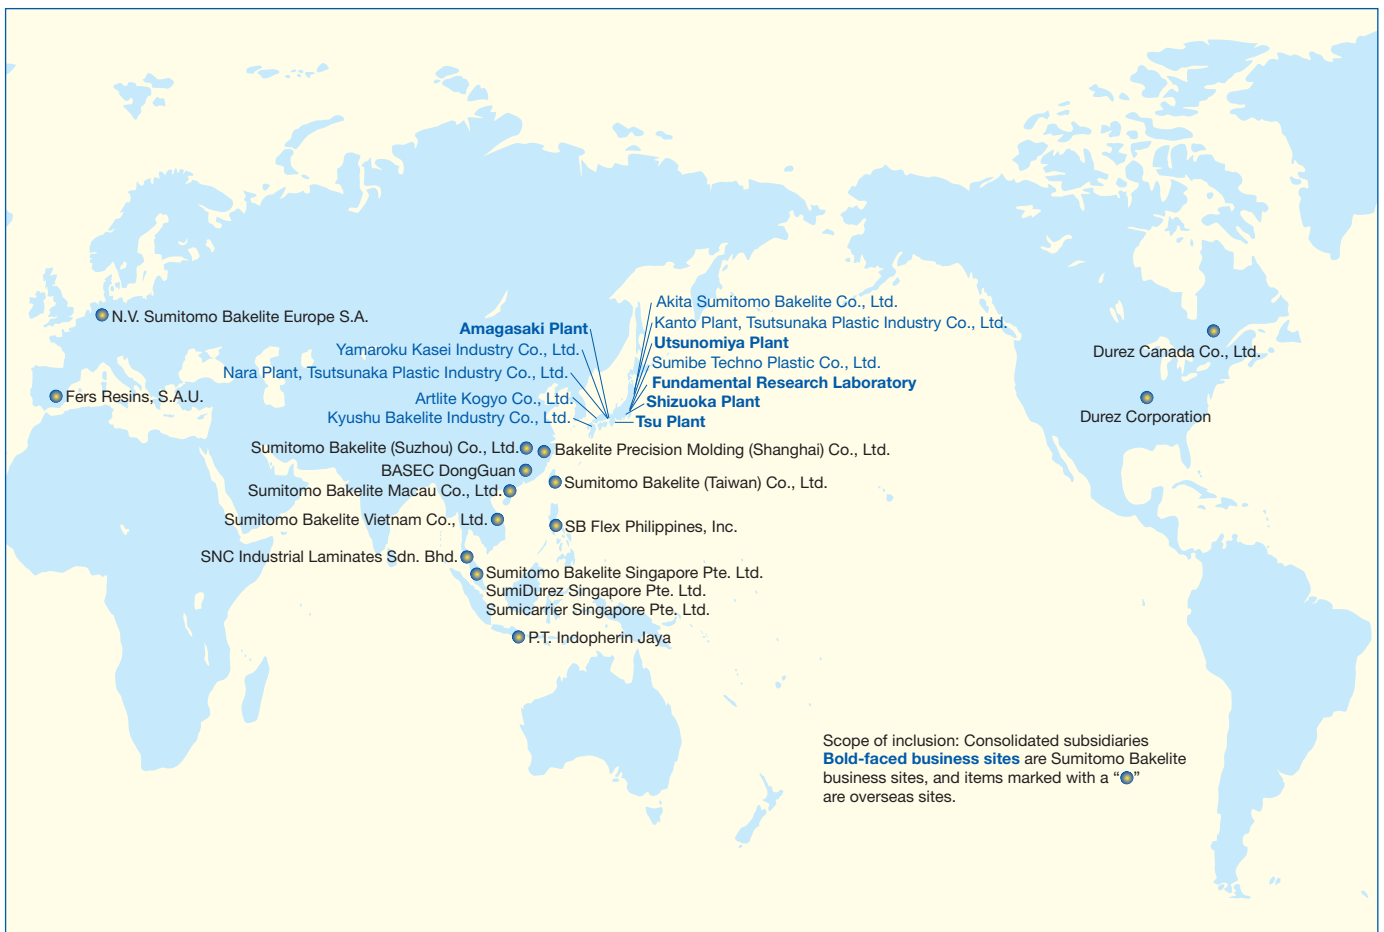 N.V. Sumitomo Bakelite Europe S.A.
Fers Resins, S.A.U.
Amagasaki Plant
Yamaroku Kasei Industry Co., Ltd.
Nara Plant, Tsutsunaka Plastic Industry Co., Ltd.
Artlite Kogyo Co., Ltd.
Kyushu Bakelite Industry Co., Ltd.
Akita Sumitomo Bakelite Co., Ltd.
Kanto Plant, Tsutsunaka Plastic Industry Co., Ltd.
Utsunomiya Plant
Sumibe Techno Plastic Co., Ltd.
Fundamental Research Laboratory
Shizuoka Plant
Tsu Plant
Durez Canada Co., Ltd.
Durez Corporation
Sumitomo Bakelite (Suzhou) Co., Ltd.
Bakelite Precision Molding (Shanghai) Co., Ltd.
BASEC DongGuan
Sumitomo Bakelite (Taiwan) Co., Ltd.
Sumitomo Bakelite Macau Co., Ltd.
Sumitomo Bakelite Vietnam Co., Ltd.
SB Flex Philippines, Inc.
SNC Industrial Laminates Sdn. Bhd.
Sumitomo Bakelite Singapore Pte. Ltd.
SumiDurez Singapore Pte. Ltd.
Sumicarrier Singapore Pte. Ltd.
P.T. Indopherin Jaya
Scope of inclusion: Consolidated subsidiaries
Bold-faced business sites are Sumitomo Bakelite
business sites, and items marked with a “ ”
are overseas sites.